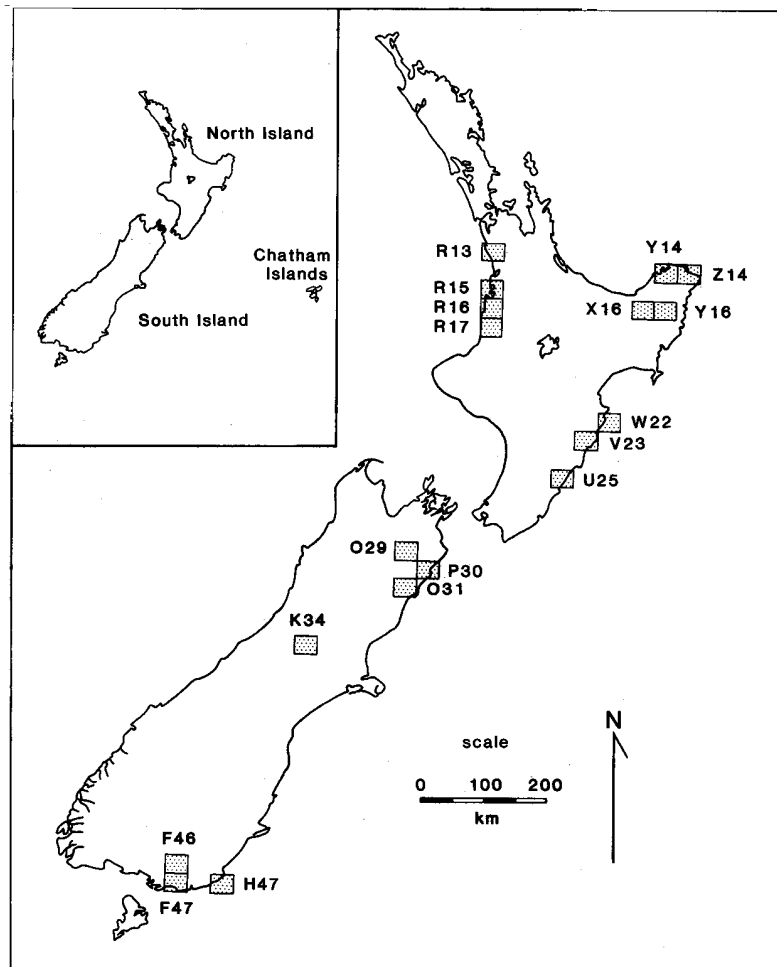 North Island
Chatham
Islands
South Island
Y14
R13
Z14
R15
R16
X16
Y16
R17
W22
V23
U25
O29
P30
O31
K34
N
scale
0 100 200
km
F46
H47
F47